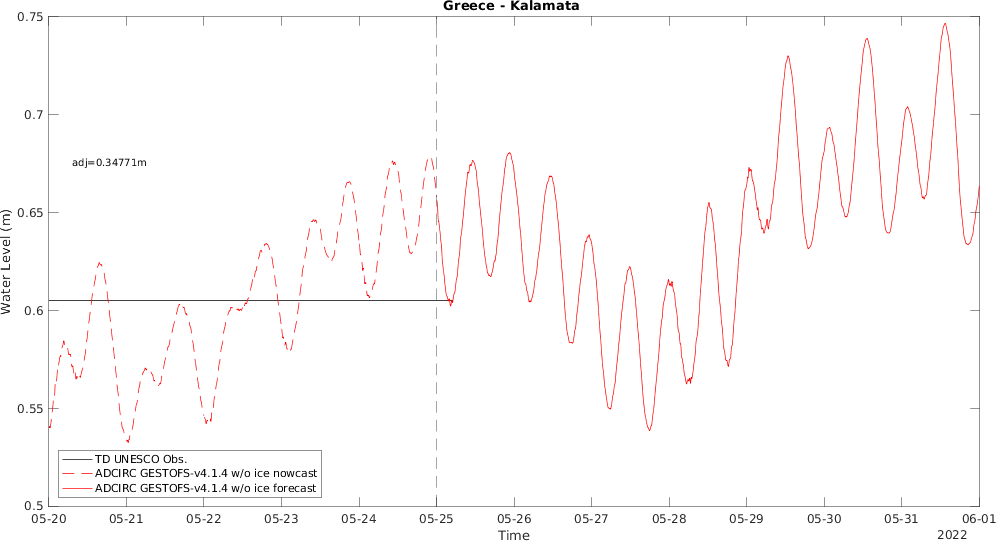 Greece - Kalamata
0.75
0.7
0.65
0.6
0.55
0.5
Water Level (m)
adj=0.34771m
TD UNESCO Obs.
ADCIRC GESTOFS-v4.1.4 w/o ice nowcast
ADCIRC GESTOFS-v4.1.4 w/o ice forecast
05-20 05-21 05-22 05-23 05-24 05-25 05-26 05-27 05-28 05-29 05-30 05-31 06-01
Time
2022